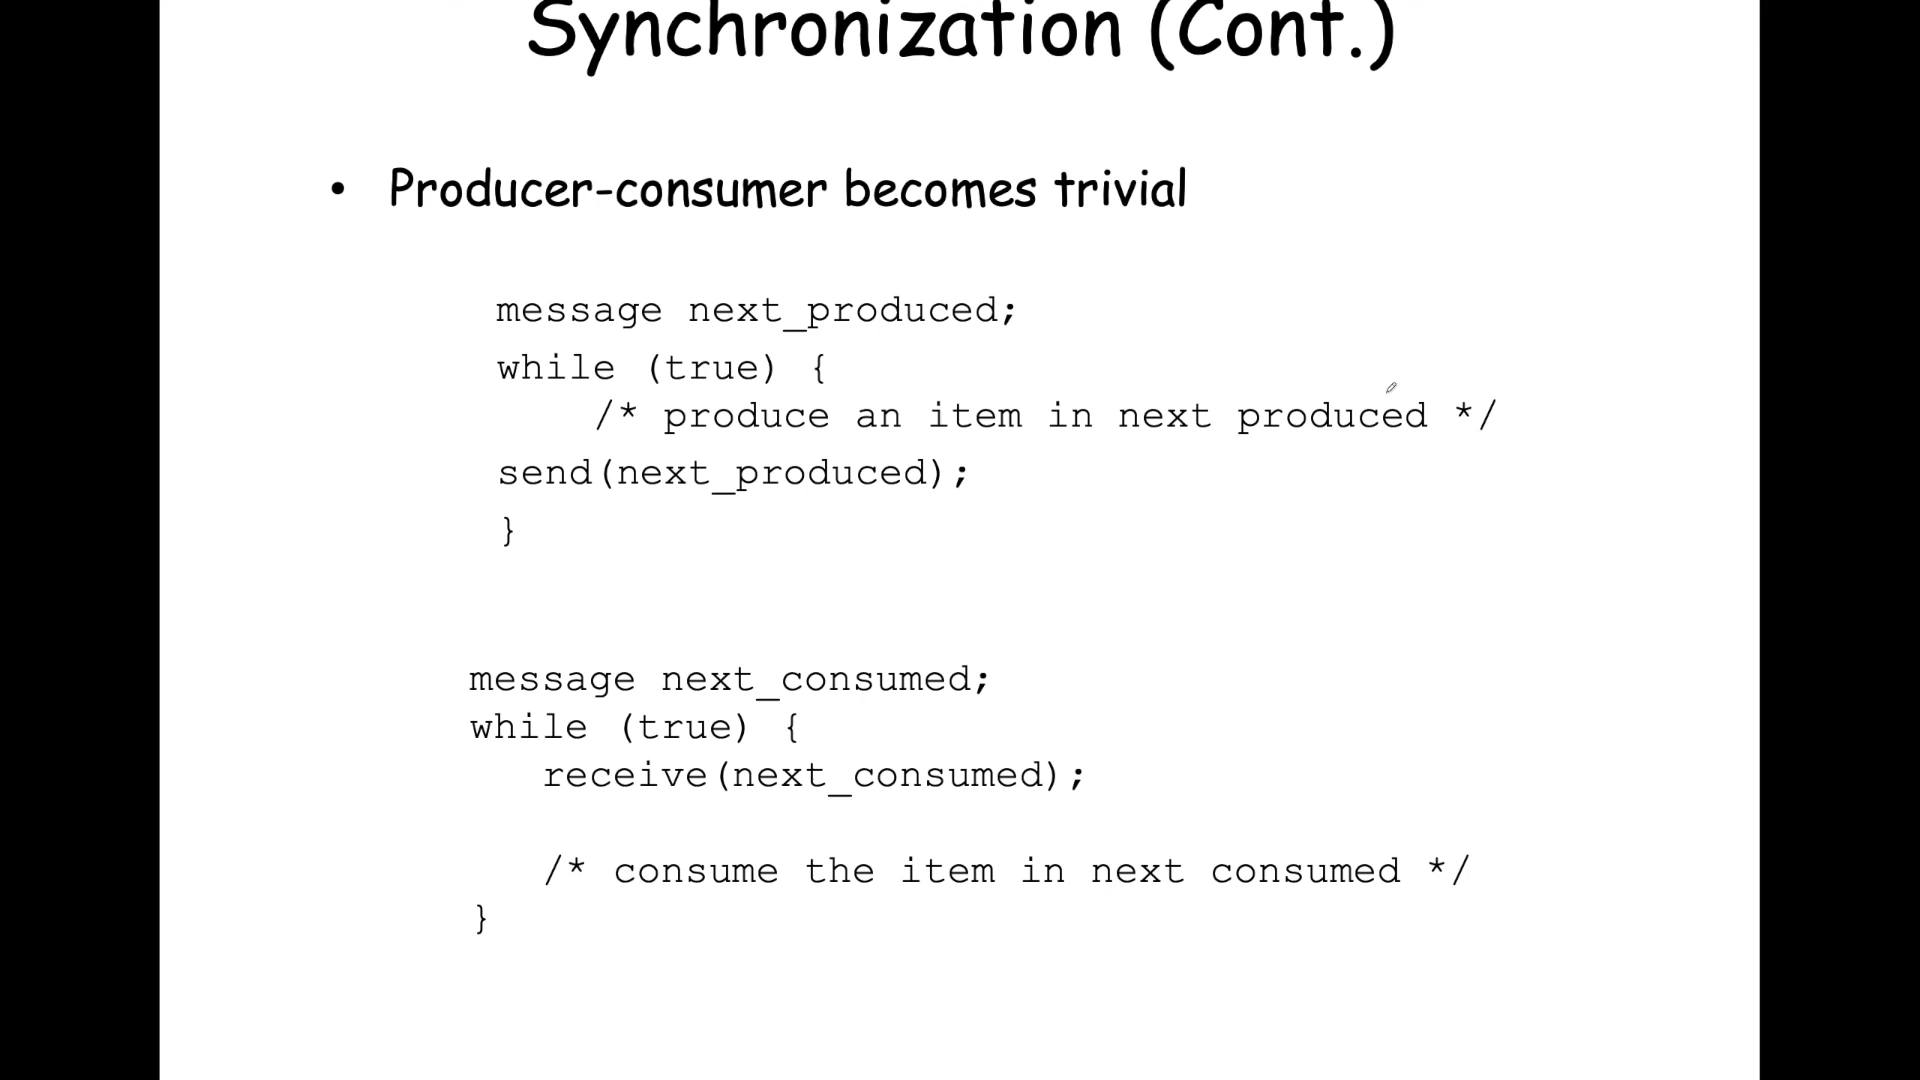 Synchronization (Cont.)
• Producer-consumer becomes trivial
message next_produced;
while (true) {
/* produce an item in next produced */
send(next_produced);
}
message next_consumed;
while (true) {
receive(next_consumed);
/* consume the item in next consumed */
}